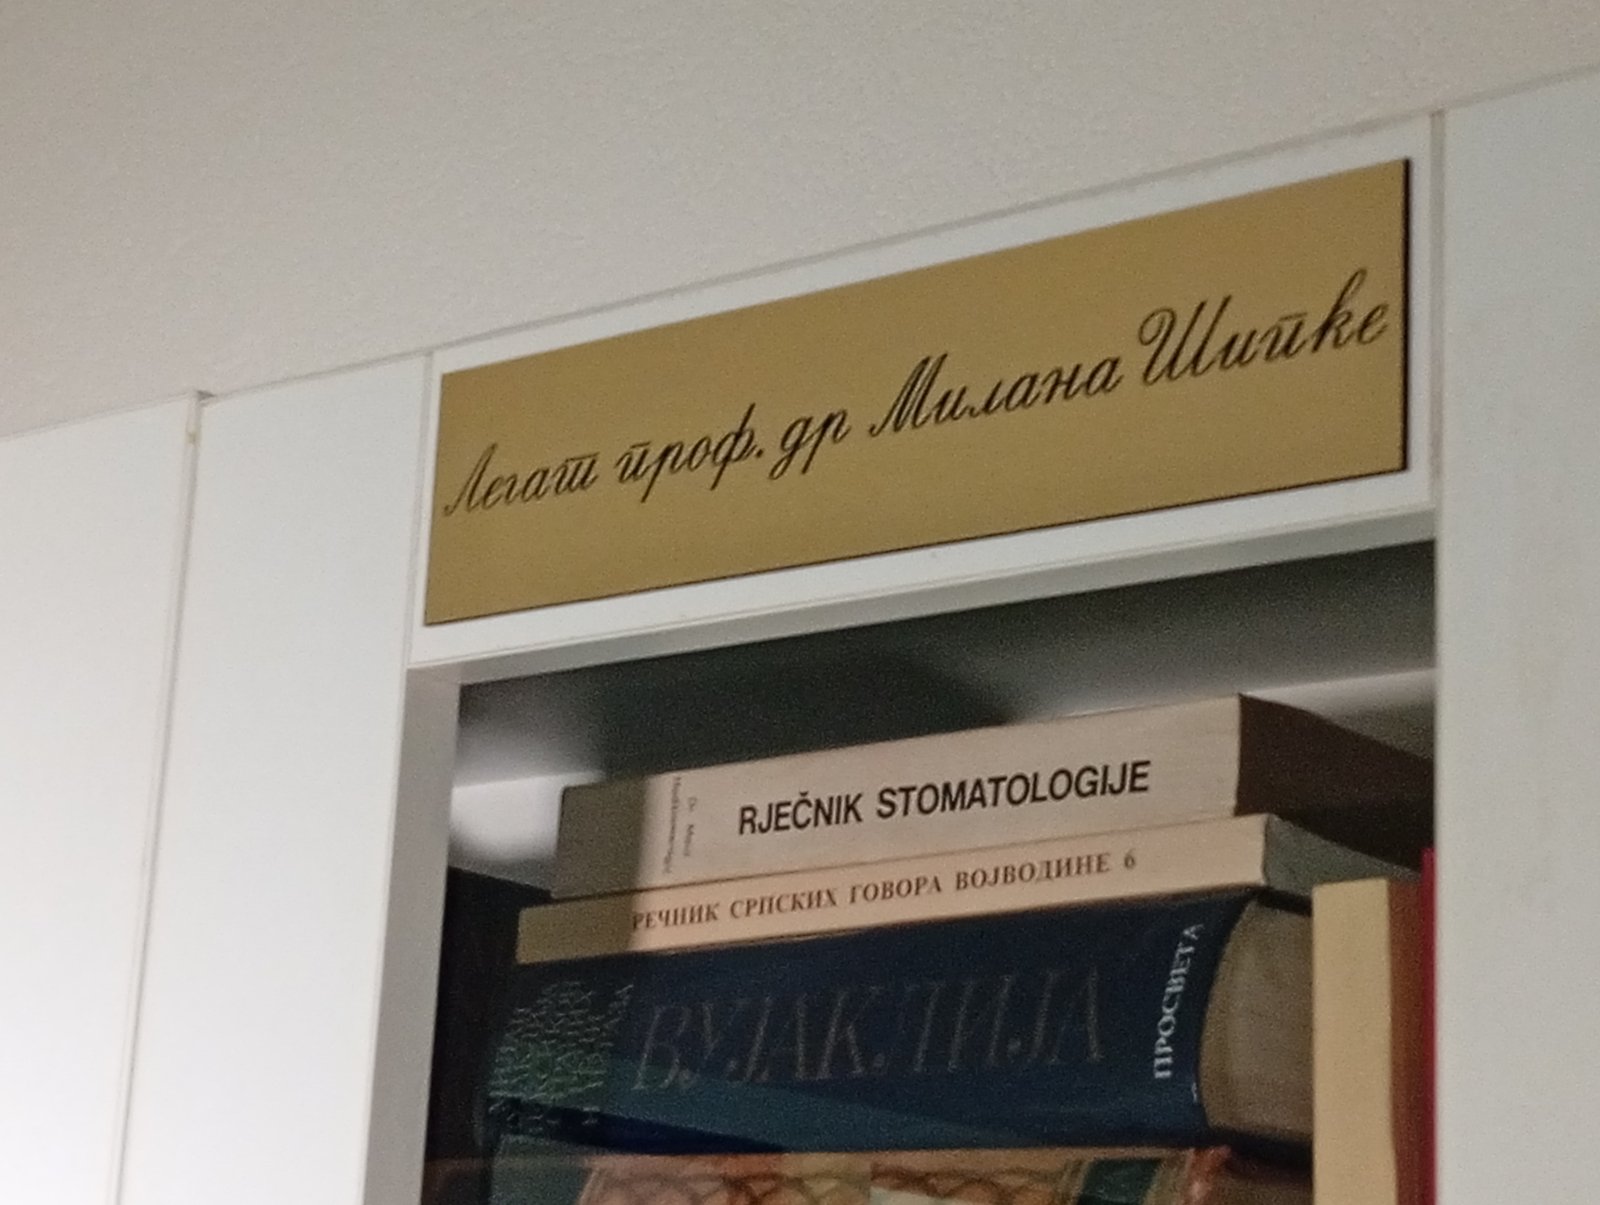 Легат проф. др Милана Шипке
RJEČNIK STOMATOLOGIJE
РЕЧНИК СРПСКИХ ГОВОРА ВОЈВОДИНЕ 6
ВУЈАКЛИЈА
ПРОСВЕТА